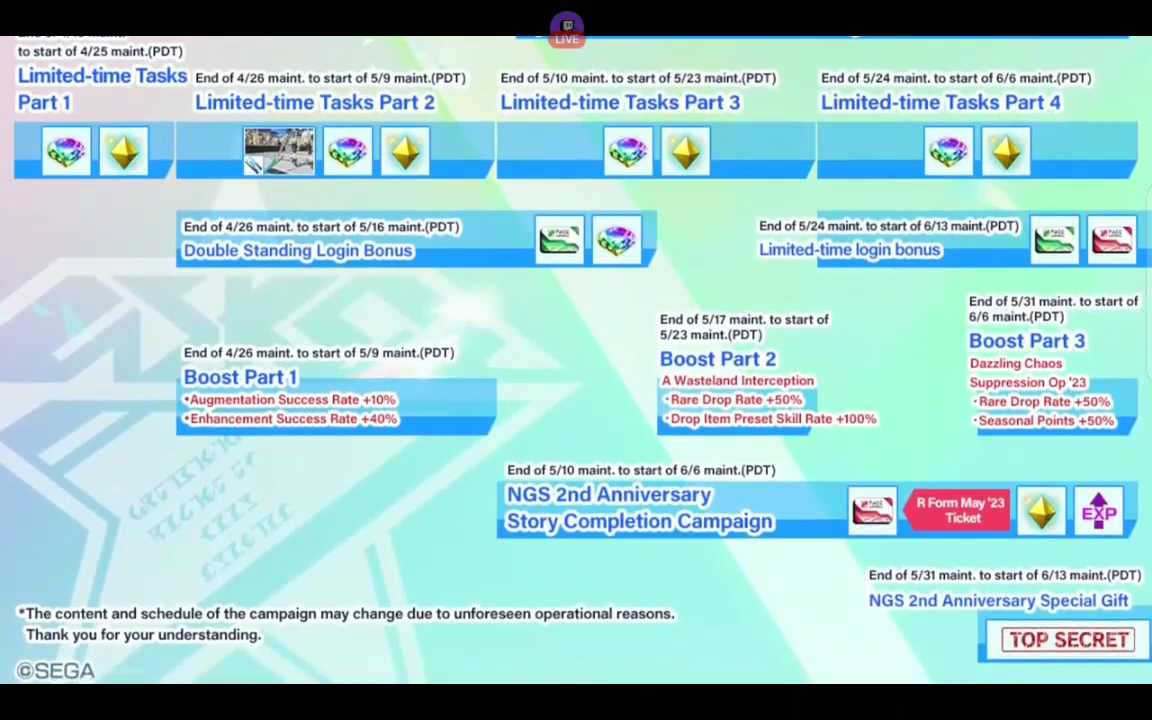 LIVE
to start of 4/25 maint.(PDT)
Limited-time Tasks
Part 1
End of 4/26 maint. to start of 5/9 maint.(PDT)
Limited-time Tasks Part 2
End of 5/10 maint. to start of 5/23 maint.(PDT)
Limited-time Tasks Part 3
End of 5/24 maint. to start of 6/6 maint.(PDT)
Limited-time Tasks Part 4
End of 4/26 maint. to start of 5/16 maint.(PDT)
Double Standing Login Bonus
End of 5/24 maint. to start of 6/13 maint.(PDT)
Limited-time login bonus
End of 4/26 maint. to start of 5/9 maint.(PDT)
Boost Part 1
・Augmentation Success Rate +10%
・Enhancement Success Rate +40%
End of 5/17 maint. to start of
5/23 maint.(PDT)
Boost Part 2
A Wasteland Interception
・Rare Drop Rate +50%
・Drop Item Preset Skill Rate +100%
End of 5/31 maint. to start of
6/6 maint.(PDT)
Boost Part 3
Dazzling Chaos
Suppression Op '23
・Rare Drop Rate +50%
・Seasonal Points +50%
End of 5/10 maint. to start of 6/6 maint.(PDT)
NGS 2nd Anniversary
Story Completion Campaign
R Form May '23
Ticket
EXP
End of 5/31 maint. to start of 6/13 maint.(PDT)
NGS 2nd Anniversary Special Gift
TOP SECRET
*The content and schedule of the campaign may change due to unforeseen operational reasons.
Thank you for your understanding.
©SEGA